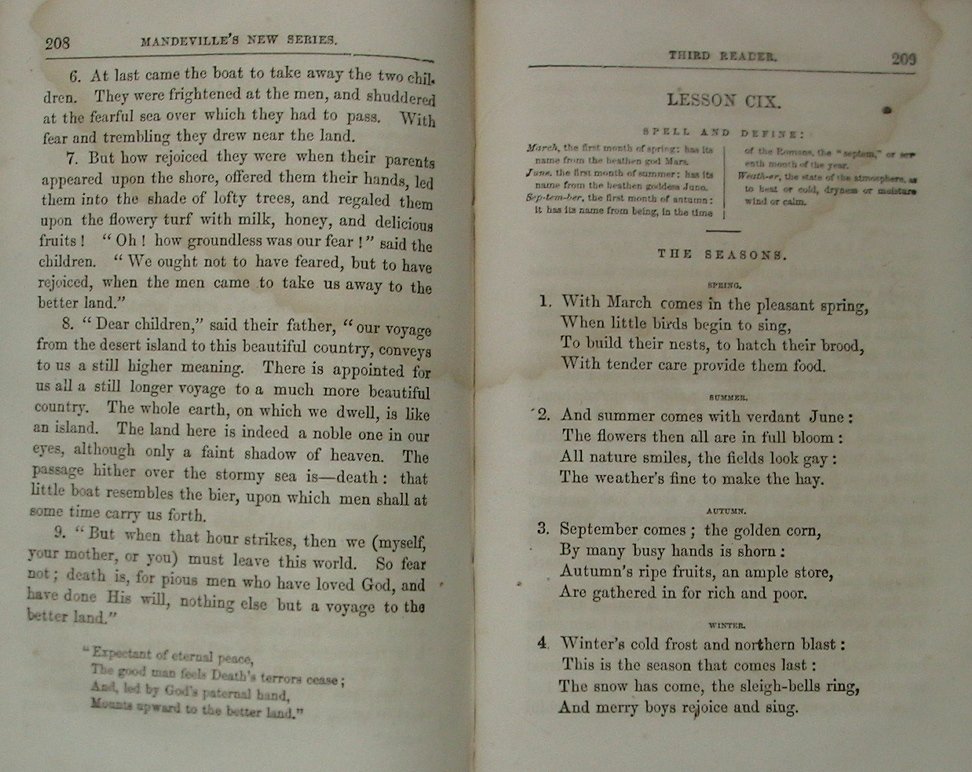 208
MANDEVILLE'S NEW SERIES.
6. At last came the boat to take away the two chil-
dren. They were frightened at the men, and shuddered
at the fearful sea over which they had to pass. With
fear and trembling they drew near the land.
7. But how rejoiced they were when their parents
appeared upon the shore, offered them their hands, led
them into the shade of lofty trees, and regaled them
upon the flowery turf with milk, honey, and delicious
fruits! "Oh! how groundless was our fear!" said the
children. "We ought not to have feared, but to have
rejoiced, when the men came to take us away to the
better land."
8. "Dear children," said their father, "our voyage
from the desert island to this beautiful country, conveys
to us a still higher meaning. There is appointed for
us all a still longer voyage to a much more beautiful
country. The whole earth, on which we dwell, is like
an island. The land here is indeed a noble one in our
eyes, although only a faint shadow of heaven. The
passage hither over the stormy sea is—death: that
little boat resembles the bier, upon which men shall at
some time carry us forth.
9. "But when that hour strikes, then we (myself,
your mother, or you) must leave this world. So fear
not; death is, for pious men who have loved God, and
have done His will, nothing else but a voyage to the
better land."
"Expectant of eternal peace,
The good man feels Death's terrors cease;
And, led by God's paternal hand,
Mounts upward to the better land."
THIRD READER.
209
LESSON CIX.
SPELL AND DEFINE:
March, the first month of spring: has its
name from the heathen god Mars.
June, the first month of summer: has its
name from the heathen goddess Juno.
Sep-tem-ber, the first month of autumn:
it has its name from being, in the time
of the Romans, the "septem," or sev
enth month of the year.
Weath-er, the state of the atmosphere, as
to heat or cold, dryness or moisture
wind or calm.
THE SEASONS.
SPRING.
1. With March comes in the pleasant spring,
When little birds begin to sing,
To build their nests, to hatch their brood,
With tender care provide them food.
SUMMER.
2. And summer comes with verdant June:
The flowers then all are in full bloom:
All nature smiles, the fields look gay:
The weather's fine to make the hay.
AUTUMN.
3. September comes; the golden corn,
By many busy hands is shorn:
Autumn's ripe fruits, an ample store,
Are gathered in for rich and poor.
WINTER.
4. Winter's cold frost and northern blast:
This is the season that comes last:
The snow has come, the sleigh-bells ring,
And merry boys rejoice and sing.